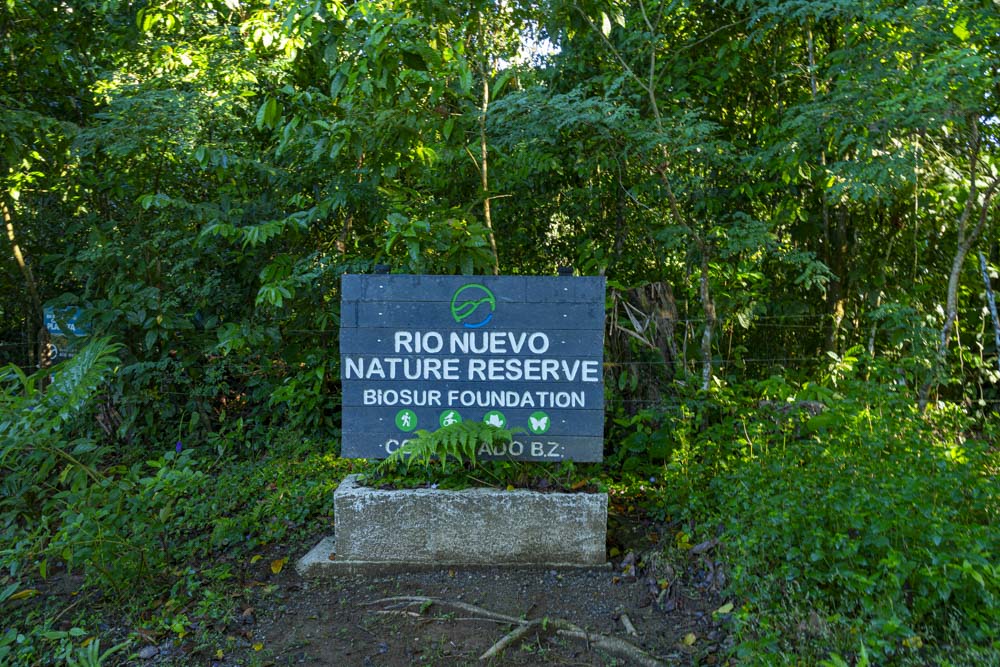 RIO NUEVO
NATURE RESERVE
BiOSUR FOUNDATION
B.Z.